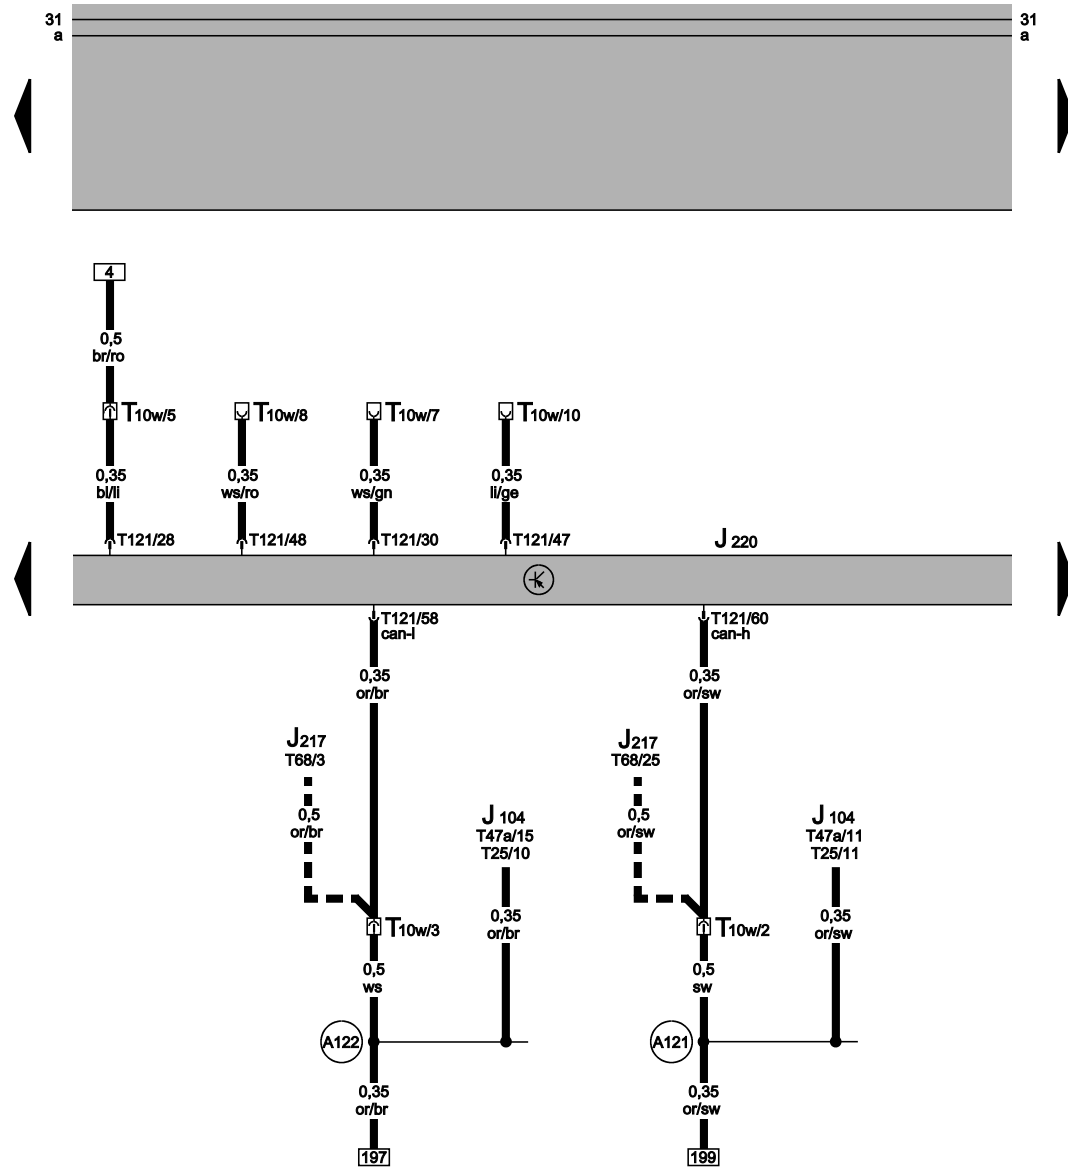 31
31
a
a
4
0,5
br/ro
T10w/5
T10w/8
T10w/7
T10w/10
0,35
bl/li
0,35
ws/ro
0,35
ws/gn
0,35
li/ge
T121/28
T121/48
T121/30
T121/47
J 220
T121/58
can-l
T121/60
can-h
0,35
or/br
0,35
or/sw
J217
T68/3
J217
T68/25
0,5
or/br
J 104
T47a/15
T25/10
0,5
or/sw
J 104
T47a/11
T25/11
T10w/3
0,35
or/br
T10w/2
0,35
or/sw
0,5
ws
0,5
sw
A122
A121
0,35
or/br
0,35
or/sw
197
199